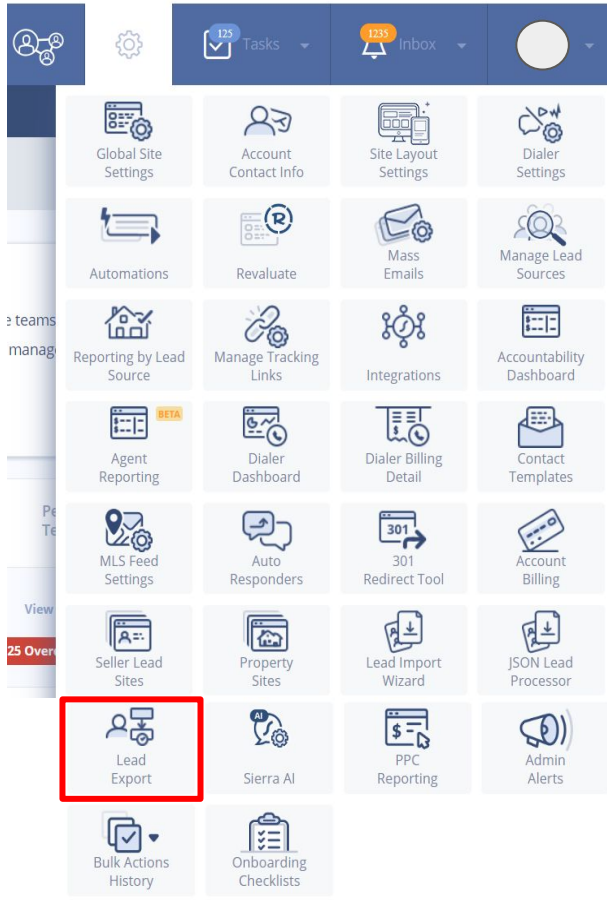 125
Tasks
1235
Inbox
Global Site
Settings
Account
Contact Info
Site Layout
Settings
Dialer
Settings
Automations
R
Revaluate
Mass
Emails
Manage Lead
Sources
e teams
manag
Reporting by Lead
Source
Manage Tracking
Links
Integrations
$
Accountability
Dashboard
BETA
$
Agent
Reporting
Dialer
Dashboard
$
Dialer Billing
Detail
Contact
Templates
Pe
Te
MLS Feed
Settings
Auto
Responders
301
301
Redirect Tool
Account
Billing
View
25 Over
Seller Lead
Sites
Property
Sites
Lead Import
Wizard
JSON Lead
Processor
Lead
Export
AI
Sierra AI
$
PPC
Reporting
Admin
Alerts
Bulk Actions
History
Onboarding
Checklists